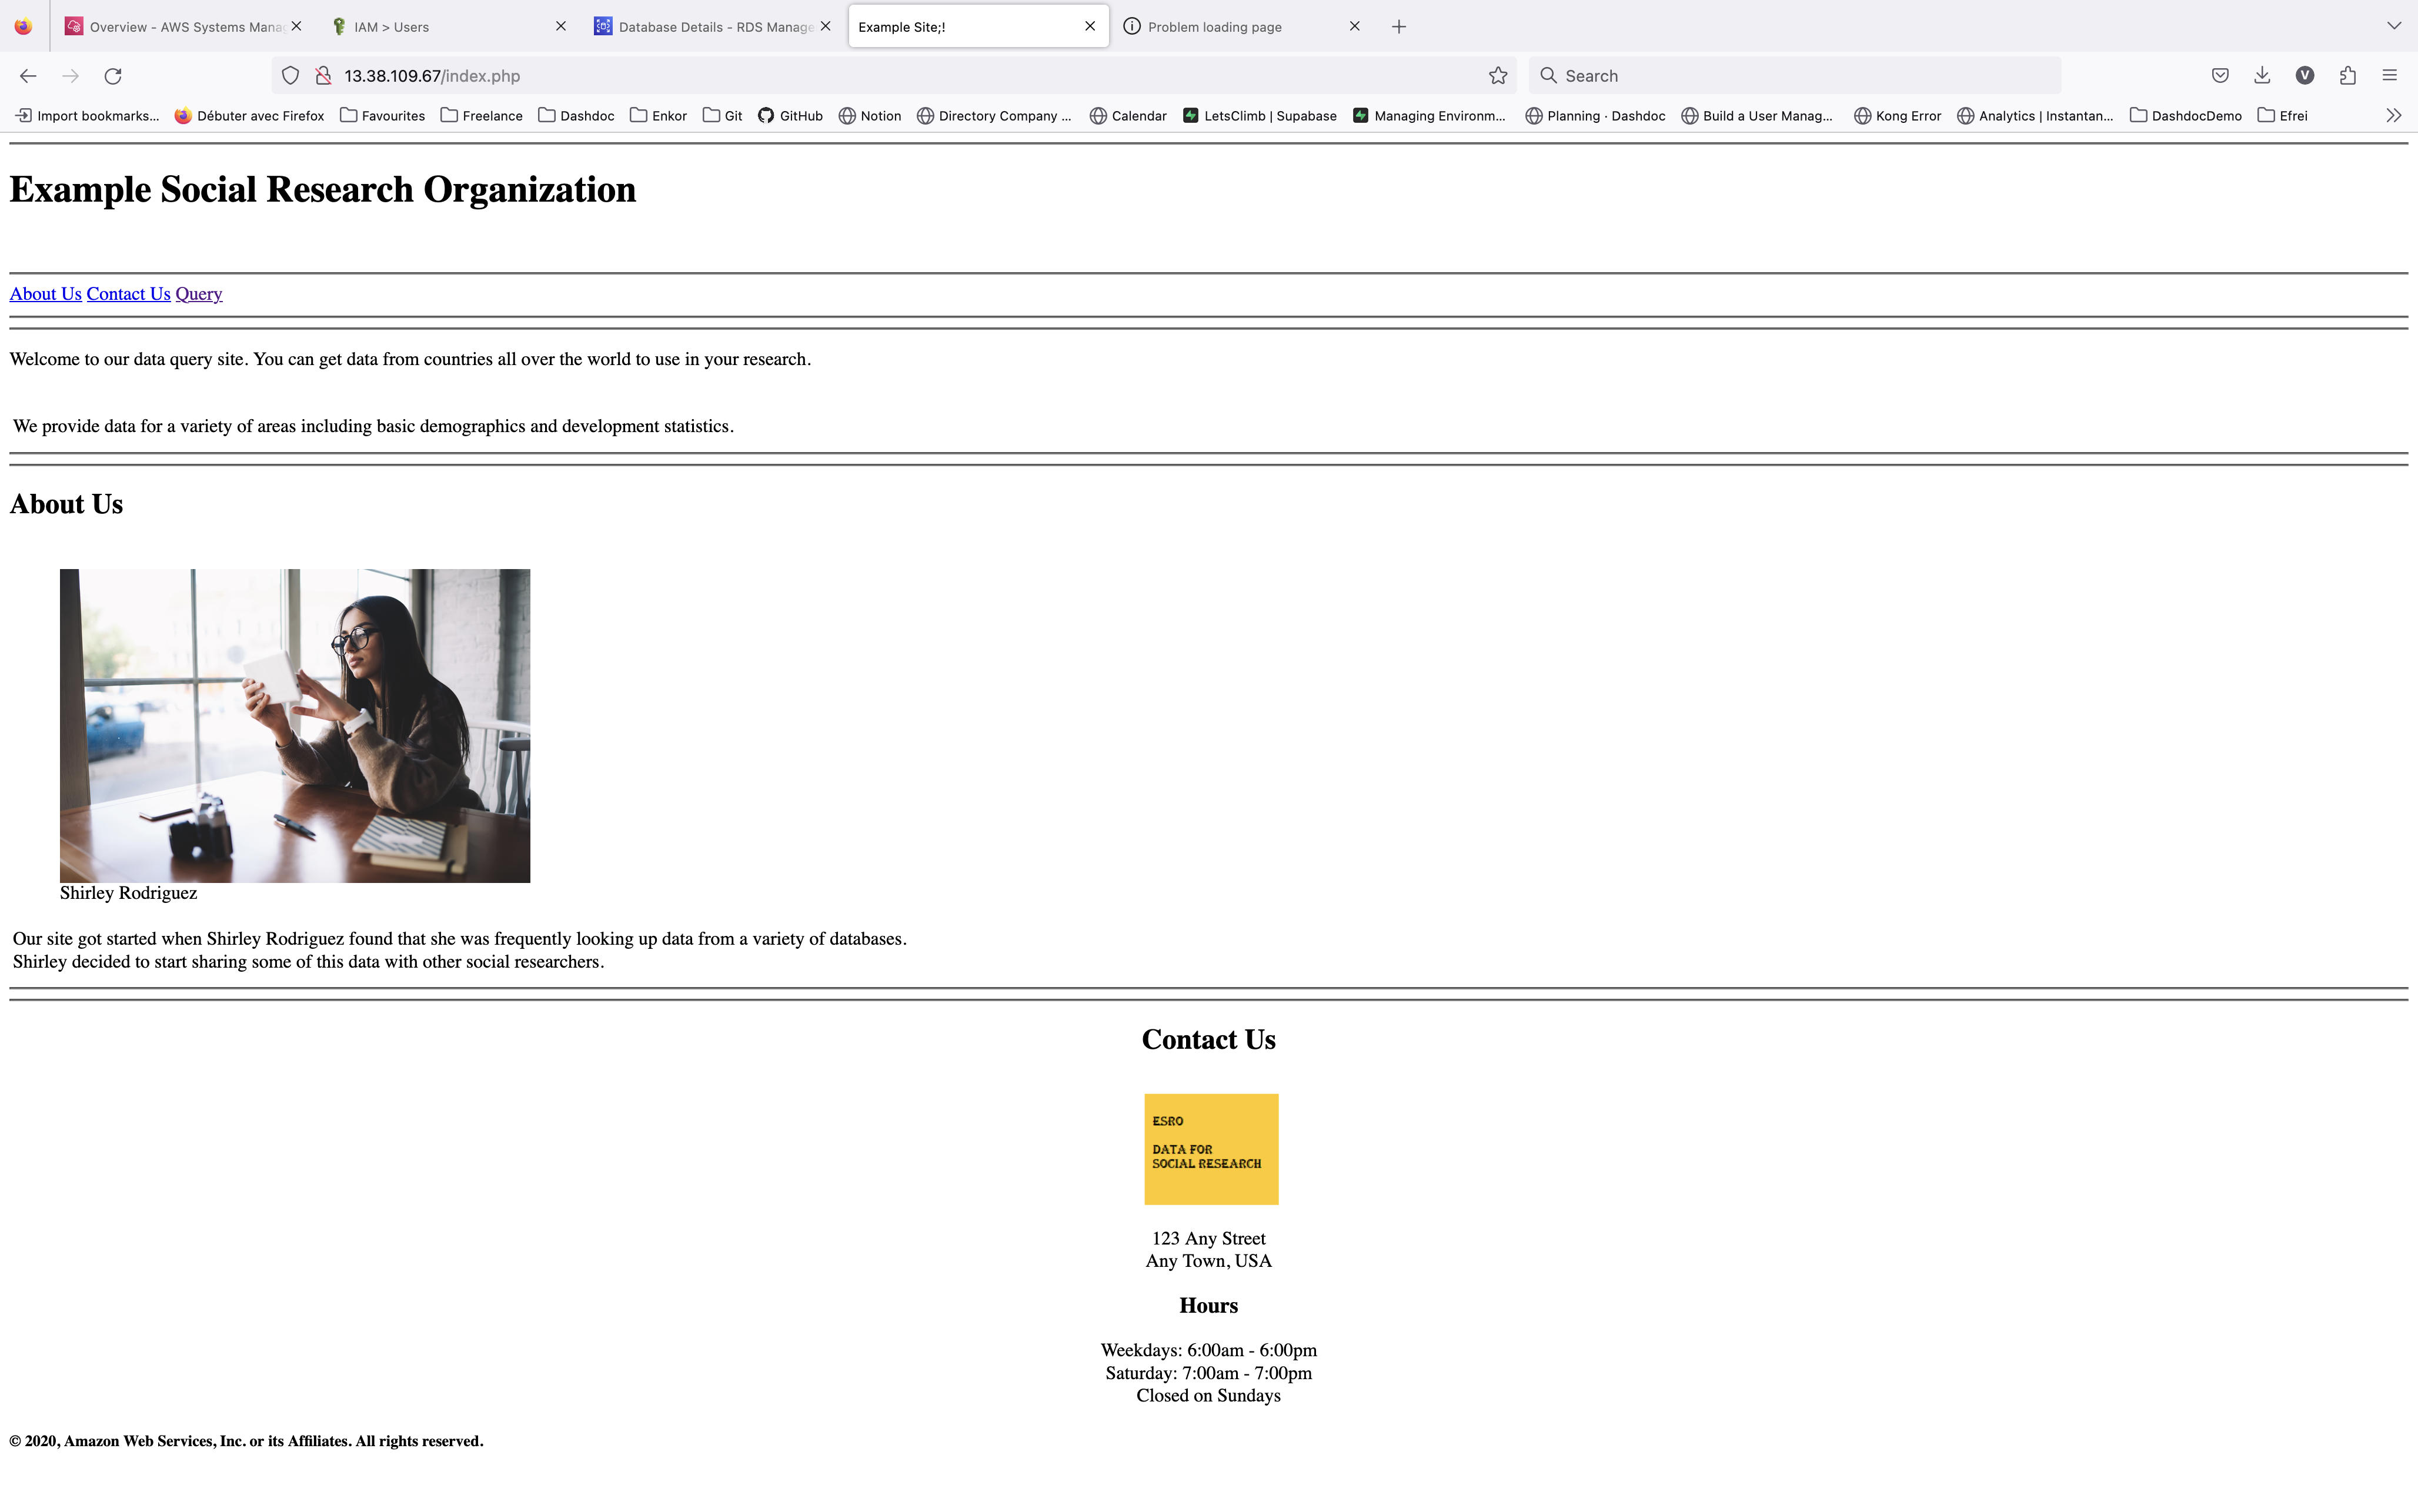 Overview - AWS Systems Mana
IAM > Users
Database Details - RDS Manage
Example Site;!
Problem loading page
13.38.109.67/index.php
Search
V
Import bookmarks...
Débuter avec Firefox
Favourites
Freelance
Dashdoc
Enkor
Git
GitHub
Notion
Directory Company ...
Calendar
LetsClimb | Supabase
Managing Environm...
Planning · Dashdoc
Build a User Manag...
Kong Error
Analytics | Instantan...
DashdocDemo
Efrei
Example Social Research Organization
About Us Contact Us Query
Welcome to our data query site. You can get data from countries all over the world to use in your research.
We provide data for a variety of areas including basic demographics and development statistics.
About Us
Shirley Rodriguez
Our site got started when Shirley Rodriguez found that she was frequently looking up data from a variety of databases.
Shirley decided to start sharing some of this data with other social researchers.
Contact Us
ESRO
DATA FOR
SOCIAL RESEARCH
123 Any Street
Any Town, USA
Hours
Weekdays: 6:00am - 6:00pm
Saturday: 7:00am - 7:00pm
Closed on Sundays
© 2020, Amazon Web Services, Inc. or its Affiliates. All rights reserved.